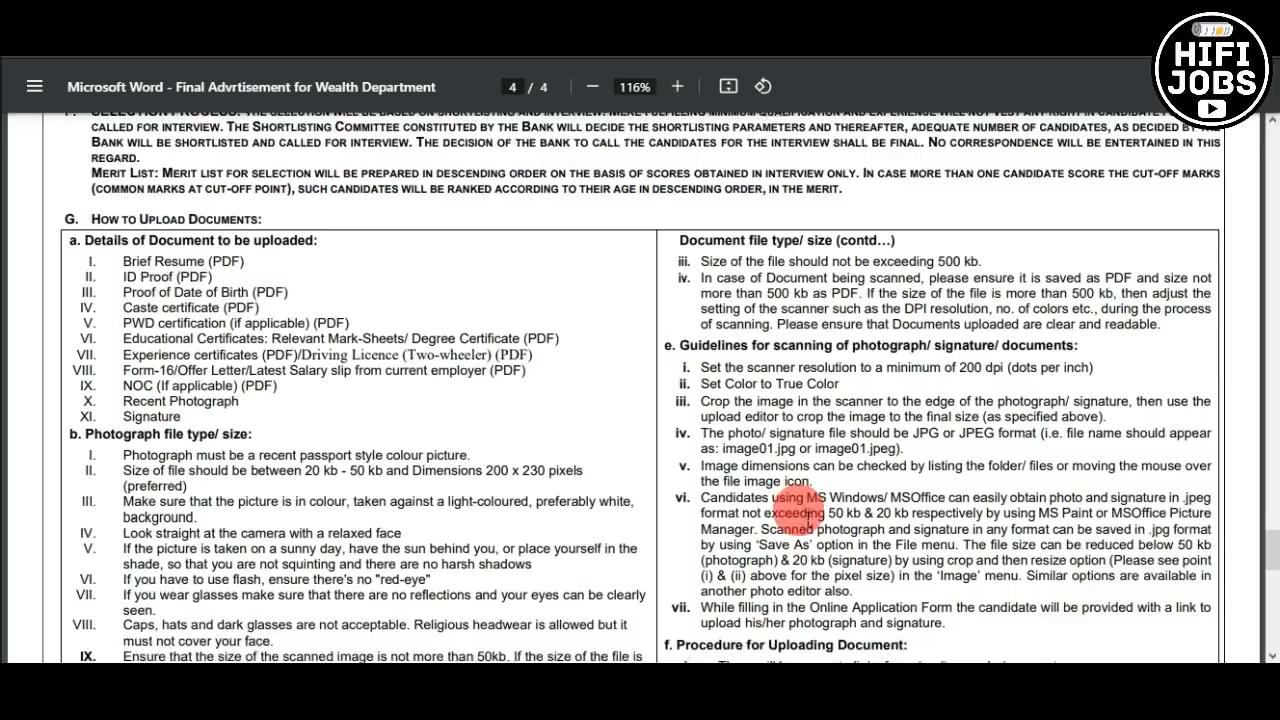 HIFI
JOBS
Microsoft Word - Final Advrtisement for Wealth Department
4 / 4
116%
SELECTION PROCESS: THE SELECTION WILL BE BASED ON SHORTLISTING AND INTERVIEW. MERE FULFILLING MINIMUM QUALIFICATION AND EXPERIENCE WILL NOT VEST ANY RIGHT IN CANDIDATE
CALLED FOR INTERVIEW. THE SHORTLISTING COMMITTEE CONSTITUTED BY THE BANK WILL DECIDE THE SHORTLISTING PARAMETERS AND THEREAFTER, ADEQUATE NUMBER OF CANDIDATES, AS DECIDED BY THE
BANK WILL BE SHORTLISTED AND CALLED FOR INTERVIEW. THE DECISION OF THE BANK TO CALL THE CANDIDATES FOR THE INTERVIEW SHALL BE FINAL. NO CORRESPONDENCE WILL BE ENTERTAINED IN THIS
REGARD.
MERIT LIST: MERIT LIST FOR SELECTION WILL BE PREPARED IN DESCENDING ORDER ON THE BASIS OF SCORES OBTAINED IN INTERVIEW ONLY. IN CASE MORE THAN ONE CANDIDATE SCORE THE CUT-OFF MARKS
(COMMON MARKS AT CUT-OFF POINT), SUCH CANDIDATES WILL BE RANKED ACCORDING TO THEIR AGE IN DESCENDING ORDER, IN THE MERIT.
G. HOW TO UPLOAD DOCUMENTS:
a. Details of Document to be uploaded:
I. Brief Resume (PDF)
II. ID Proof (PDF)
III. Proof of Date of Birth (PDF)
IV. Caste certificate (PDF)
V. PWD certification (if applicable) (PDF)
VI. Educational Certificates: Relevant Mark-Sheets/ Degree Certificate (PDF)
VII. Experience certificates (PDF)/Driving Licence (Two-wheeler) (PDF)
VIII. Form-16/Offer Letter/Latest Salary slip from current employer (PDF)
IX. NOC (If applicable) (PDF)
X. Recent Photograph
XI. Signature
b. Photograph file type/ size:
I. Photograph must be a recent passport style colour picture.
II. Size of file should be between 20 kb - 50 kb and Dimensions 200 x 230 pixels
(preferred)
III. Make sure that the picture is in colour, taken against a light-coloured, preferably white,
background.
IV. Look straight at the camera with a relaxed face
V. If the picture is taken on a sunny day, have the sun behind you, or place yourself in the
shade, so that you are not squinting and there are no harsh shadows
VI. If you have to use flash, ensure there's no "red-eye"
VII. If you wear glasses make sure that there are no reflections and your eyes can be clearly
seen.
VIII. Caps, hats and dark glasses are not acceptable. Religious headwear is allowed but it
must not cover your face.
IX. Ensure that the size of the scanned image is not more than 50kb. If the size of the file is
Document file type/ size (contd…)
iii. Size of the file should not be exceeding 500 kb.
iv. In case of Document being scanned, please ensure it is saved as PDF and size not
more than 500 kb as PDF. If the size of the file is more than 500 kb, then adjust the
setting of the scanner such as the DPI resolution, no. of colors etc., during the process
of scanning. Please ensure that Documents uploaded are clear and readable.
e. Guidelines for scanning of photograph/ signature/ documents:
i. Set the scanner resolution to a minimum of 200 dpi (dots per inch)
ii. Set Color to True Color
iii. Crop the image in the scanner to the edge of the photograph/ signature, then use the
upload editor to crop the image to the final size (as specified above).
iv. The photo/ signature file should be JPG or JPEG format (i.e. file name should appear
as: image01.jpg or image01.jpeg).
v. Image dimensions can be checked by listing the folder/ files or moving the mouse over
the file image icon.
vi. Candidates using MS Windows/ MSOffice can easily obtain photo and signature in .jpeg
format not exceeding 50 kb & 20 kb respectively by using MS Paint or MSOffice Picture
Manager. Scanned photograph and signature in any format can be saved in .jpg format
by using ‘Save As’ option in the File menu. The file size can be reduced below 50 kb
(photograph) & 20 kb (signature) by using crop and then resize option (Please see point
(i) & (ii) above for the pixel size) in the ‘Image’ menu. Similar options are available in
another photo editor also.
vii. While filling in the Online Application Form the candidate will be provided with a link to
upload his/her photograph and signature.
f. Procedure for Uploading Document: